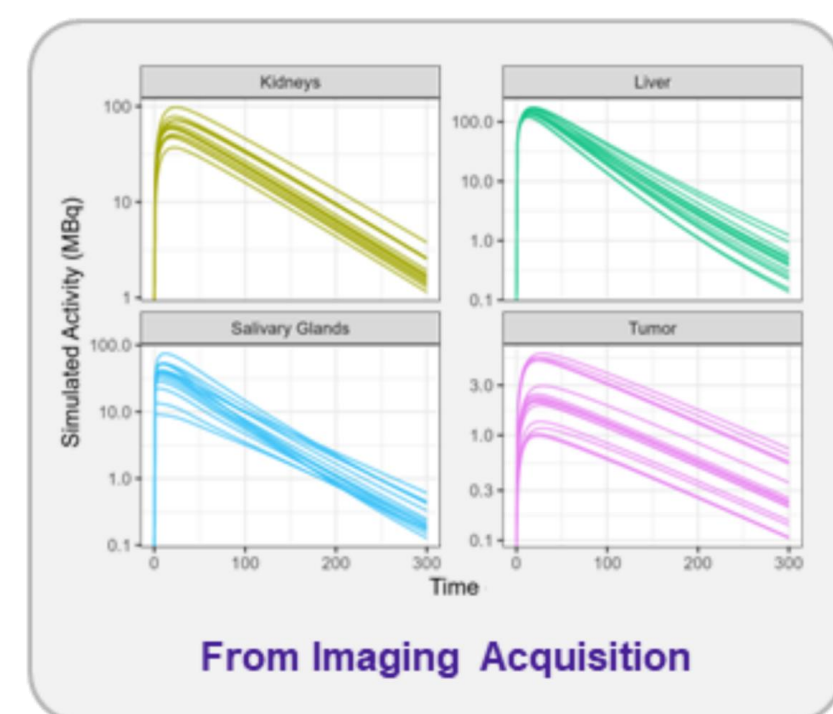 Kidneys
Liver
100
10
1
100.0
10.0
1.0
0.1
Simulated Activity (MBq)
Salivary Glands
Tumor
100.0
10.0
1.0
0.1
3.0
1.0
0.3
0.1
0 100 200 300
0 100 200 300
Time
From Imaging Acquisition